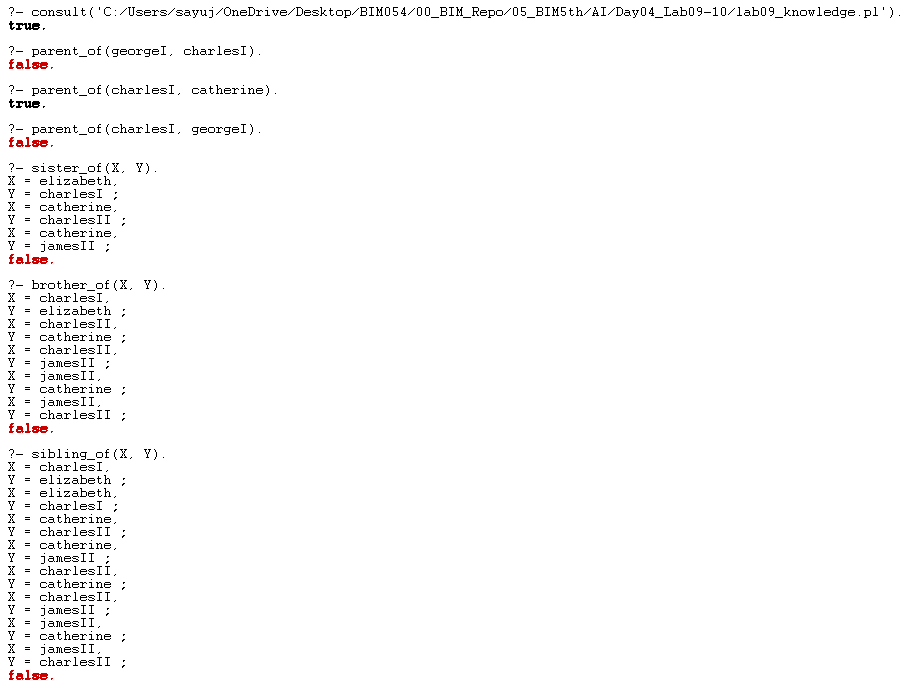 ?- consult('C:/Users/sayuj/OneDrive/Desktop/BIM054/00_BIM_Repo/05_BIM5th/AI/Day04_Lab09-10/lab09_knowledge.pl').
true.
?- parent_of(georgeI, charlesI).
false.
?- parent_of(charlesI, catherine).
true.
?- parent_of(charlesI, georgeI).
false.
?- sister_of(X, Y).
X = elizabeth,
Y = charlesI ;
X = catherine,
Y = charlesII ;
X = catherine,
Y = jamesII ;
false.
?- brother_of(X, Y).
X = charlesI,
Y = elizabeth ;
X = charlesII,
Y = catherine ;
X = charlesII,
Y = jamesII ;
X = jamesII,
Y = catherine ;
X = jamesII,
Y = charlesII ;
false.
?- sibling_of(X, Y).
X = charlesI,
Y = elizabeth ;
X = elizabeth,
Y = charlesI ;
X = catherine,
Y = charlesII ;
X = catherine,
Y = jamesII ;
X = charlesII,
Y = catherine ;
X = charlesII,
Y = jamesII ;
X = jamesII,
Y = catherine ;
X = jamesII,
Y = charlesII ;
false.